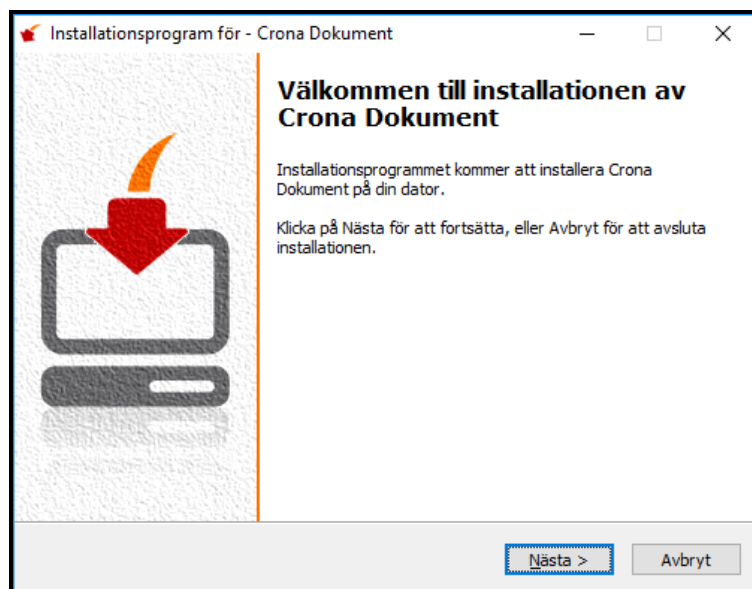 Installationsprogram för - Crona Dokument
Välkommen till installationen av
Crona Dokument
Installationsprogrammet kommer att installera Crona
Dokument på din dator.
Klicka på Nästa för att fortsätta, eller Avbryt för att avsluta
installationen.
Nästa >
Avbryt